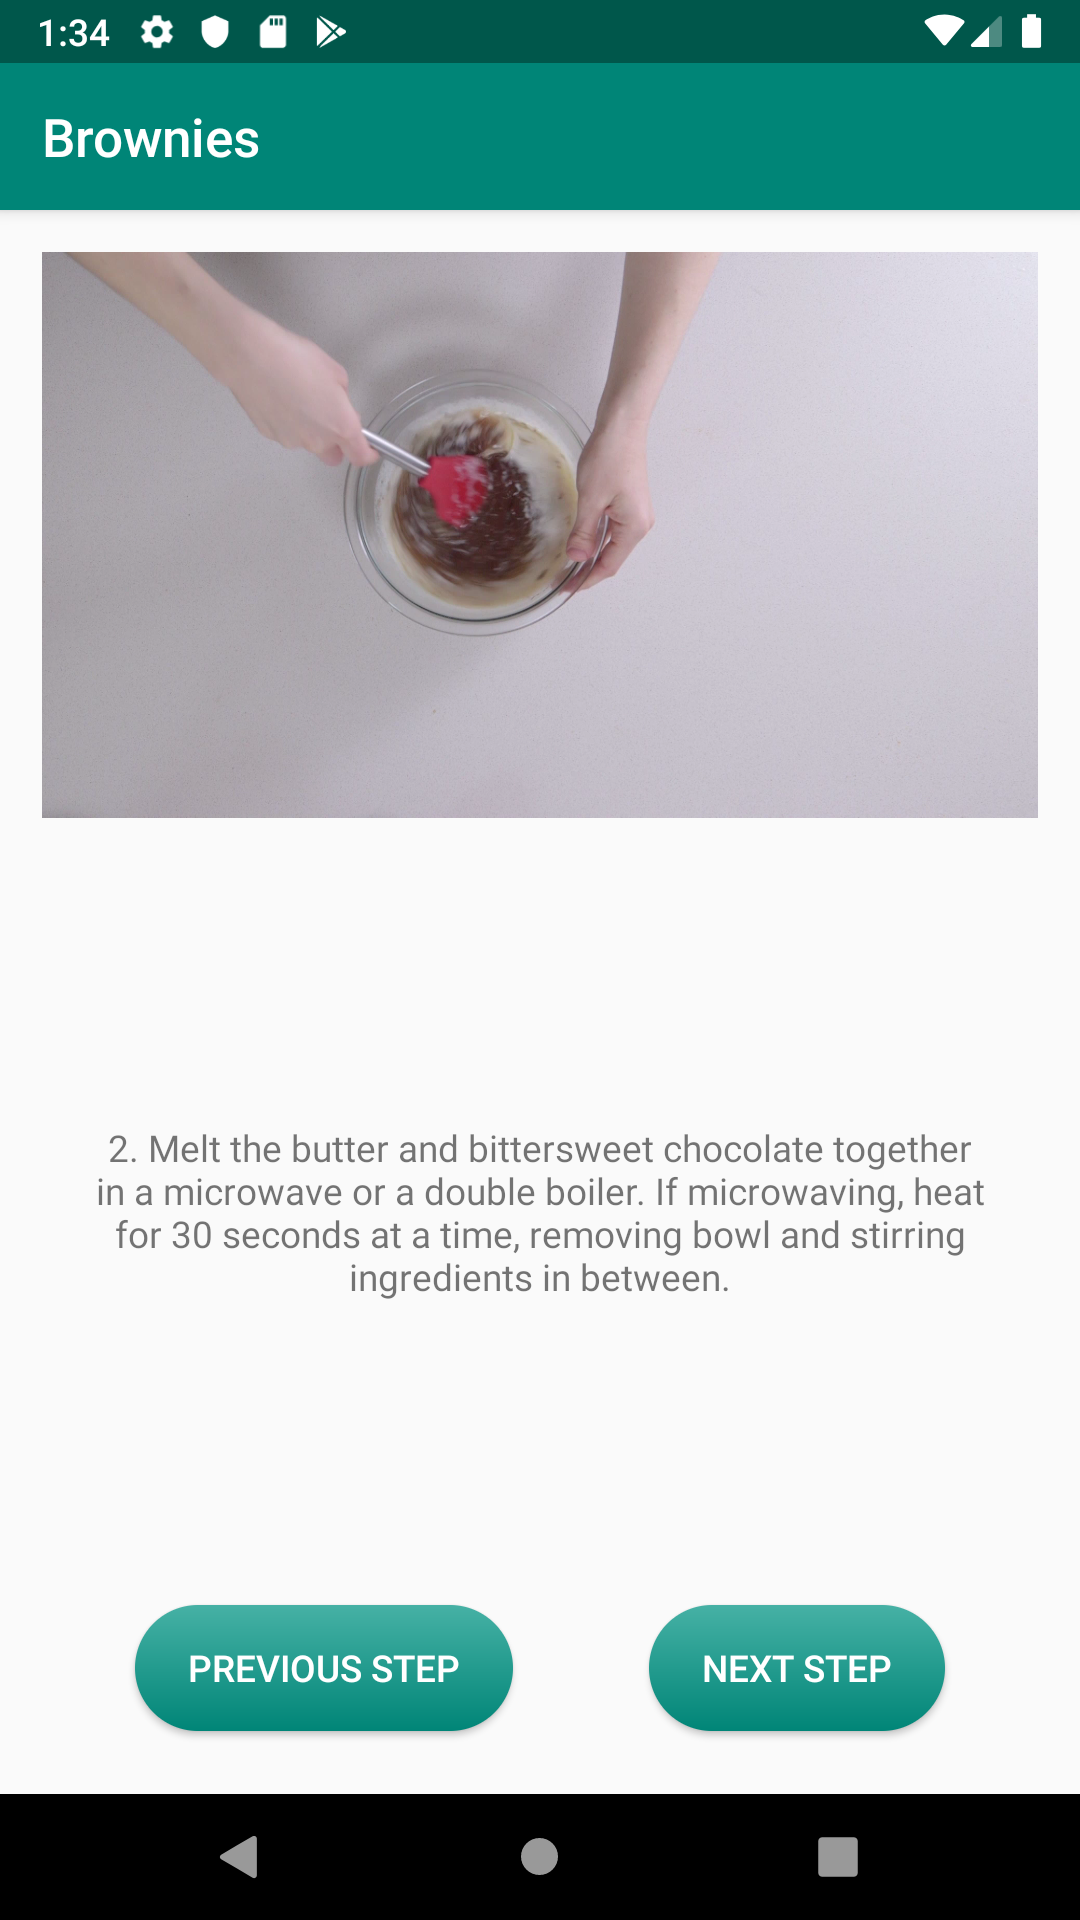 1:34
Brownies
2. Melt the butter and bittersweet chocolate together
in a microwave or a double boiler. If microwaving, heat
for 30 seconds at a time, removing bowl and stirring
ingredients in between.
PREVIOUS STEP
NEXT STEP